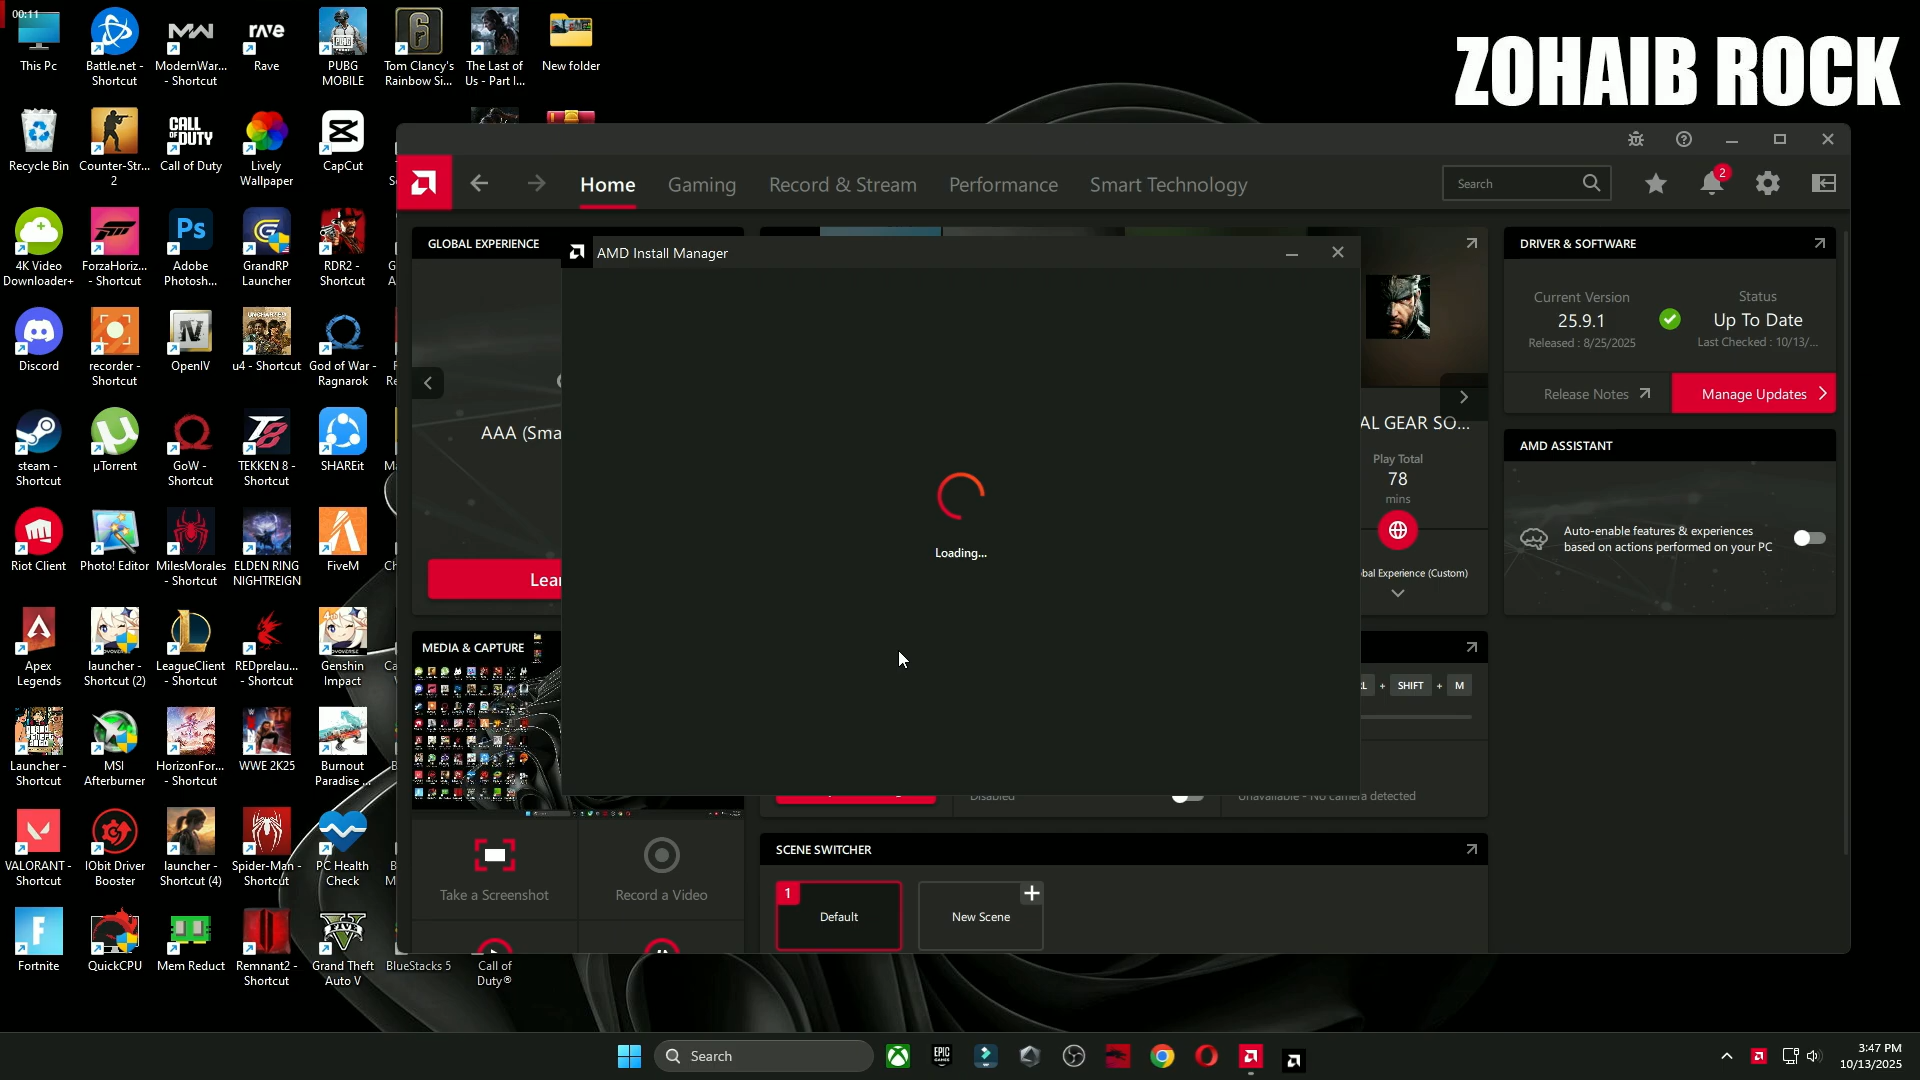 00:11
This Pc
Battle.net -
Shortcut
ModernWar...
- Shortcut
rave
Rave
PUBG
MOBILE
Tom Clancy's
Rainbow Si...
The Last of
Us - Part I...
New folder
ZOHAIB ROCK
Recycle Bin
Counter-Str...
2
CALL OF DUTY
Call of Duty
Lively
Wallpaper
CapCut
Home
Gaming
Record & Stream
Performance
Smart Technology
Search
2
4K Video
Downloader+
ForzaHoriz...
- Shortcut
Ps
Adobe
Photosh...
GrandRP
Launcher
RDR2 -
Shortcut
GLOBAL EXPERIENCE
AMD Install Manager
DRIVER & SOFTWARE
Current Version
25.9.1
Released : 8/25/2025
Status
Up To Date
Last Checked : 10/13/...
Release Notes
Manage Updates
Discord
recorder -
Shortcut
IV
OpenIV
UNCHARTED
u4 - Shortcut
God of War -
Ragnarok
AAA (Sma
AL GEAR SO...
Play Total
78
mins
bal Experience (Custom)
AMD ASSISTANT
Auto-enable features & experiences
based on actions performed on your PC
steam -
Shortcut
µTorrent
GoW -
Shortcut
TEKKEN 8 -
Shortcut
SHAREit
Loading...
Lear
Riot Client
Photo! Editor
MilesMorales
- Shortcut
ELDEN RING
NIGHTREIGN
FiveM
MEDIA & CAPTURE
+ SHIFT + M
Apex
Legends
launcher -
Shortcut (2)
LeagueClient
- Shortcut
REDprelau...
- Shortcut
Genshin
Impact
Launcher -
Shortcut
MSI
Afterburner
HorizonFor...
- Shortcut
WWE 2K25
Burnout
Paradise ...
Disabled
Unavailable - No camera detected
VALORANT -
Shortcut
IObit Driver
Booster
launcher -
Shortcut (4)
Spider-Man -
Shortcut
PC Health
Check
Take a Screenshot
Record a Video
SCENE SWITCHER
1
Default
New Scene
Fortnite
QuickCPU
Mem Reduct
Remnant2 -
Shortcut
FIVE
Grand Theft
Auto V
BlueStacks 5
Call of
Duty®
Search
EPIC GAMES
3:47 PM
10/13/2025